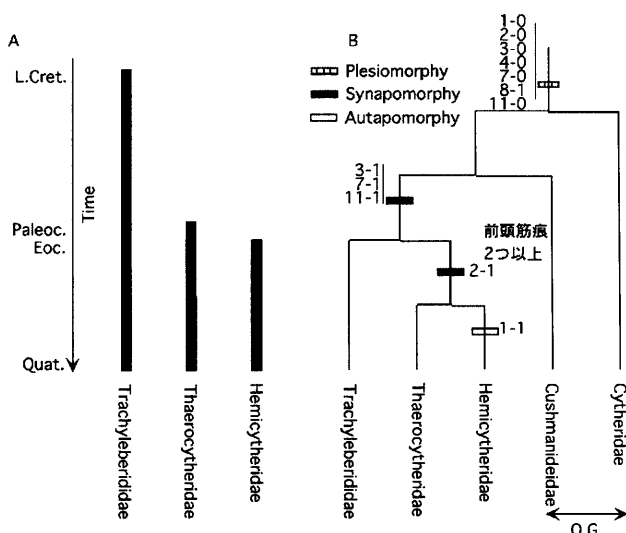 A
L.Cret.
Time
Paleoc.
Eoc.
Quat.
Trachyleberididae
Thaerocytheridae
Hemicytheridae
B
Plesiomorphy
Synapomorphy
Autapomorphy
1-0
2-0
3-0
4-0
7-0
8-1
11-0
3-1
7-1
11-1
前頭筋痕
2つ以上
2-1
1-1
Trachyleberididae
Thaerocytheridae
Hemicytheridae
Cushmanideidae
Cytheridae
O.G.